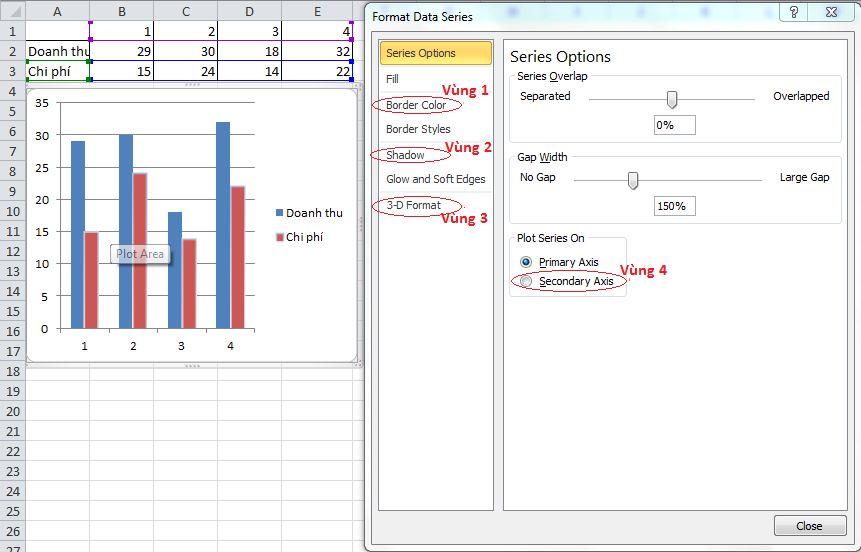 A B C D E
1 1 2 3 4
2 Doanh thu 29 30 18 32
3 Chi phí 15 24 14 22
4
5
6
7
8
9
10
11
12
13
14
15
16
17
18
19
20
21
22
23
24
25
26
27
35
30
25
20
15
10
5
0
1 2 3 4
Plot Area
Doanh thu
Chi phí
Format Data Series
?
Series Options
Fill
Vùng 1
Border Color
Border Styles
Vùng 2
Shadow
Glow and Soft Edges
3-D Format
Vùng 3
Series Options
Series Overlap
Separated Overlapped
0%
Gap Width
No Gap Large Gap
150%
Plot Series On
Primary Axis
Secondary Axis
Vùng 4
Close